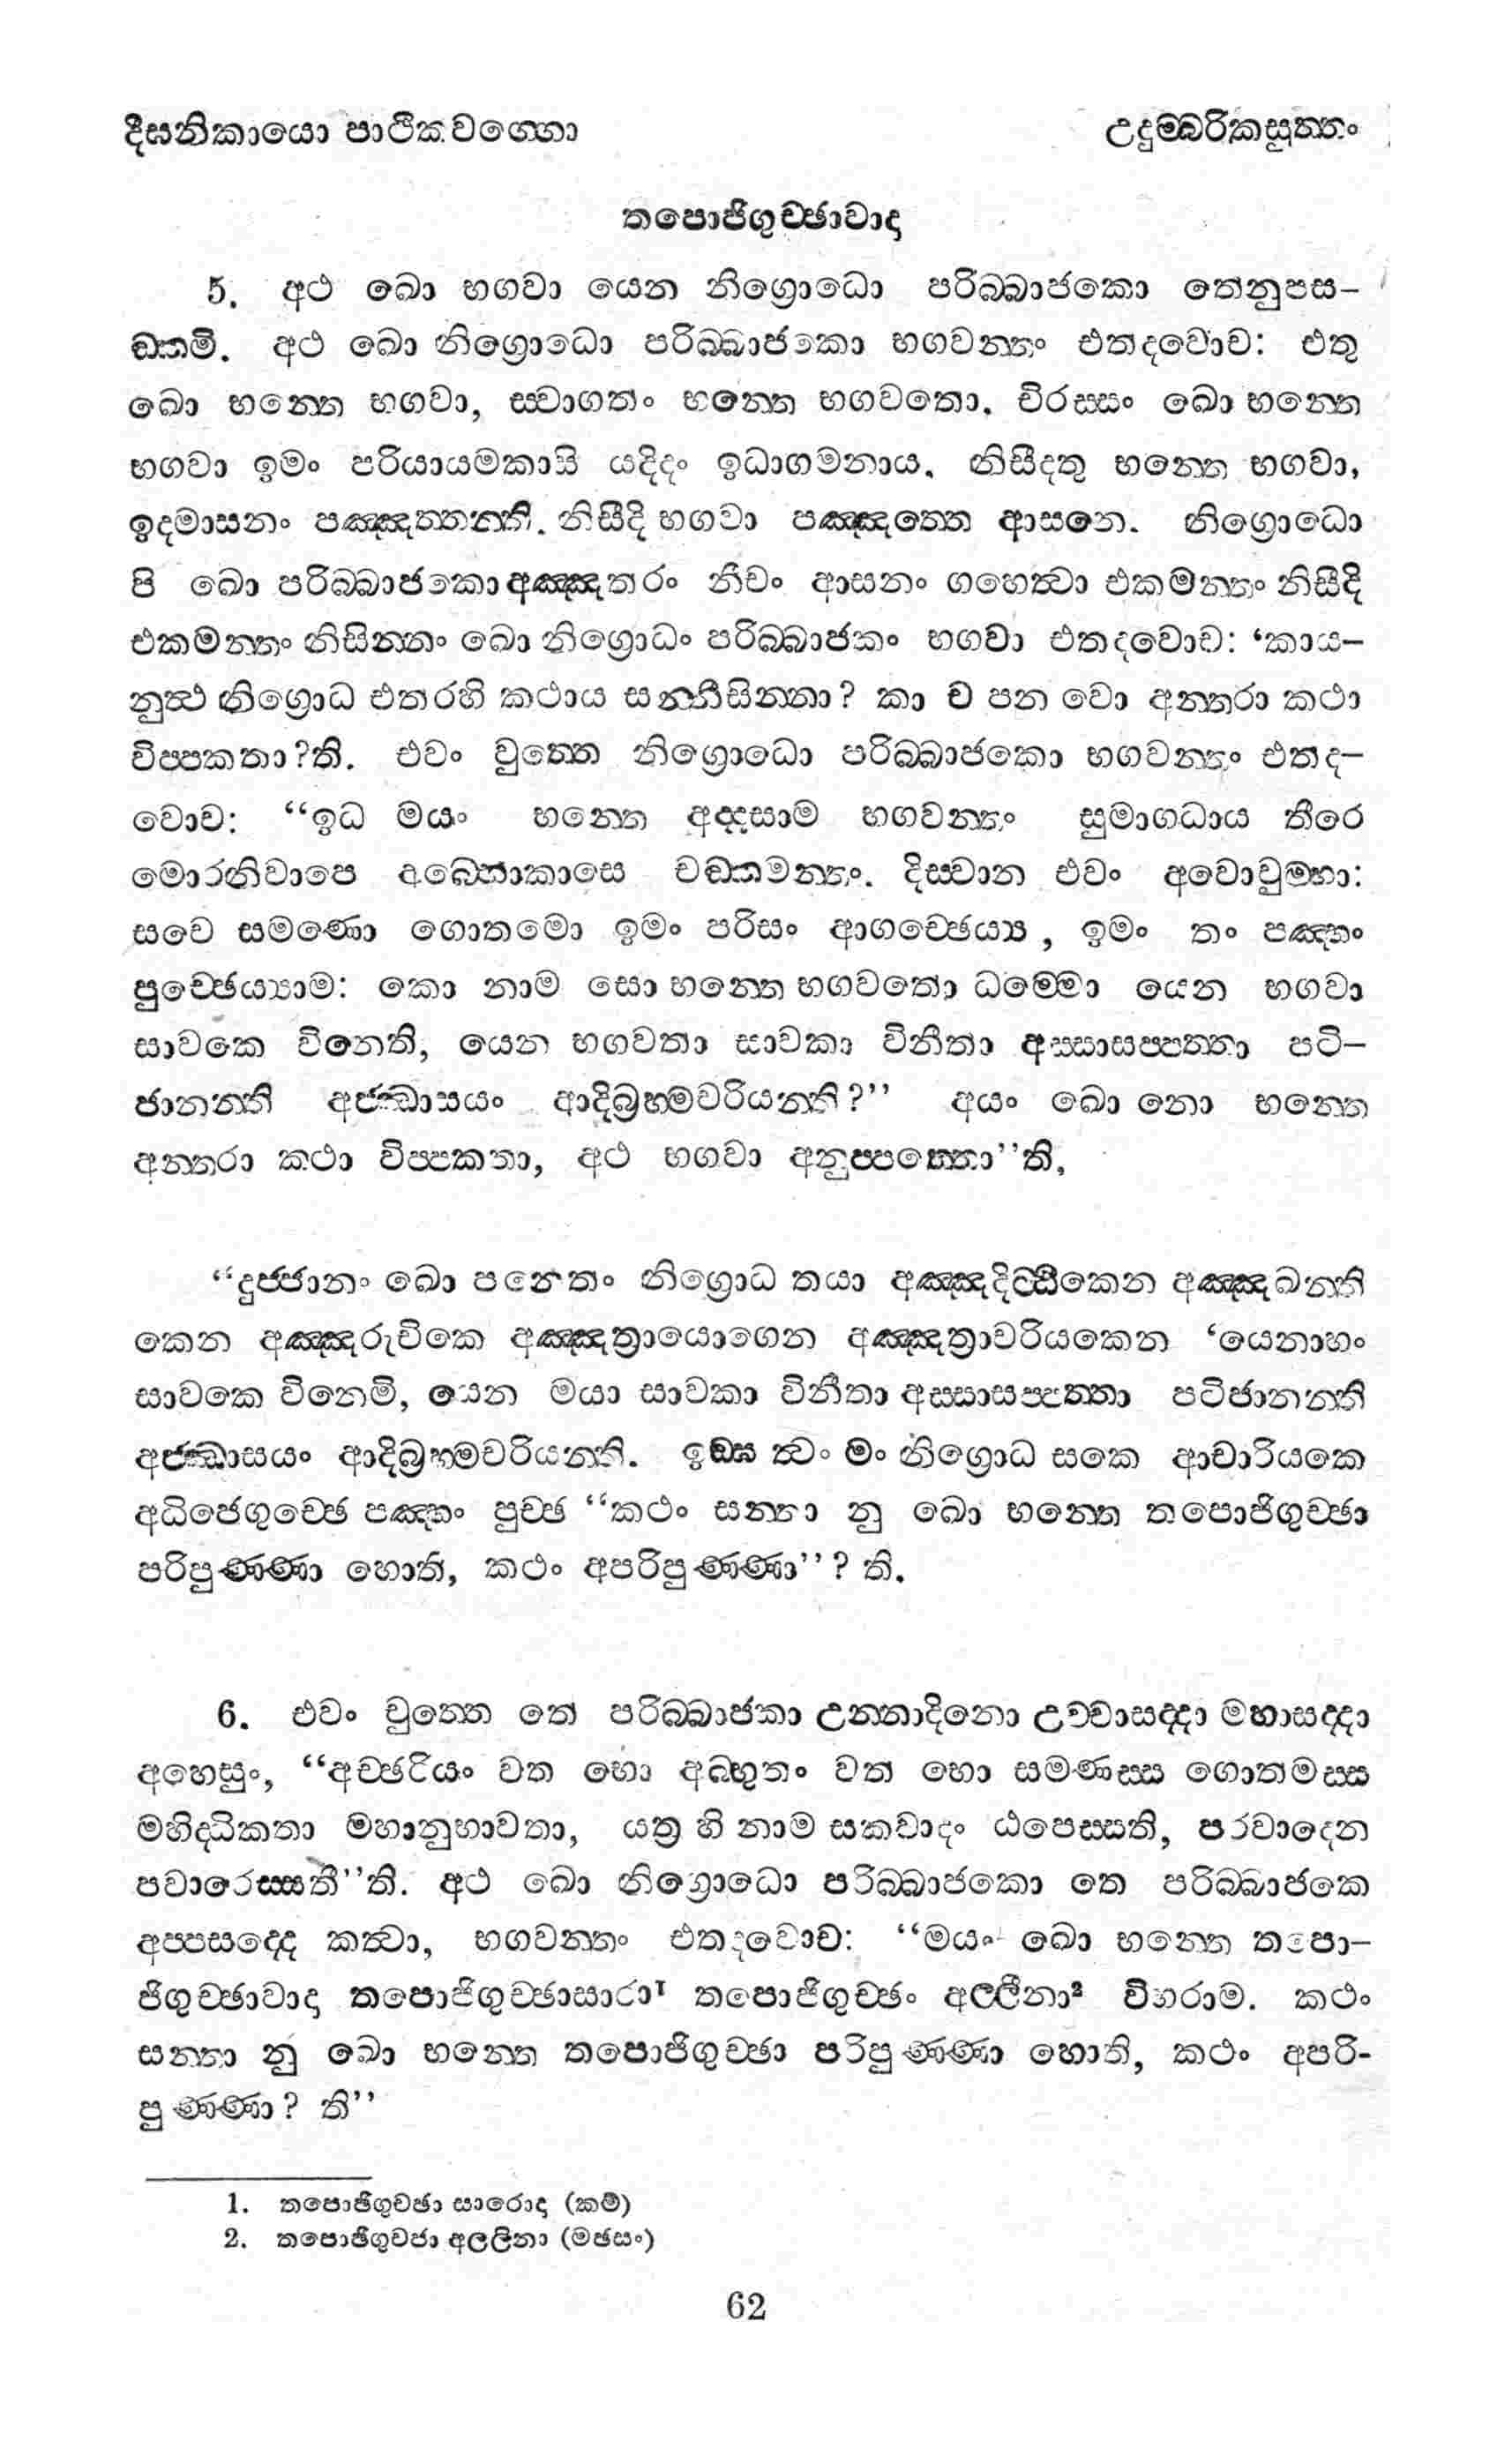 දීඝනිකායො පාථිකවග්ගො
උදුම්බරිකසුත්තං
තපොජිගුච්ඡාවාදා
5. අථ ඛො භගවා යෙන නිග්‍රොධො පරිබ්බාජකො තෙනුපස-
ඞ්කමි. අථ ඛො නිග්‍රොධො පරිබ්බාජකො භගවන්තං එතදවොච: එතු
ඛො භන්තෙ භගවා, ස්වාගතං භන්තෙ භගවතො, චිරස්සං ඛො භන්තෙ
භගවා ඉමං පරියායමකාසි යදිදං ඉධාගමනාය, නිසීදතු භන්තෙ භගවා,
ඉදමාසනං පඤ්ඤත්තන්ති. නිසීදි භගවා පඤ්ඤත්තෙ ආසනෙ. නිග්‍රොධො
පි ඛො පරිබ්බාජකො අඤ්ඤතරං නීචං ආසනං ගහෙත්වා එකමන්තං නිසීදි
එකමන්තං නිසින්නං ඛො නිග්‍රොධං පරිබ්බාජකං භගවා එතදවොච: ‘කාය-
නුත්ථ නිග්‍රොධ එතරහි කථාය සන්නිසින්නා? කා ච පන වො අන්තරා කථා
විප්පකතා?ති. එවං වුත්තෙ නිග්‍රොධො පරිබ්බාජකො භගවන්තං එතද-
වොච: “ඉධ මයං භන්තෙ අද්දසාම භගවන්තං සුමාගධාය තීරෙ
මොරනිවාපෙ අබ්භොකාසෙ චඞ්කමන්තං. දිස්වාන එවං අවොචුම්හා:
සචෙ සමණො ගොතමො ඉමං පරිසං ආගච්ඡෙය්‍ය, ඉමං තං පඤ්හං
පුච්ඡෙය්‍යාම: කො නාම සො භන්තෙ භගවතො ධම්මො යෙන භගවා
සාවකෙ විනෙති, යෙන භගවතා සාවකා විනීතා අස්සාසප්පත්තා පටි-
ජානන්ති අජ්ඣාසයං ආදිබ්‍රහ්මචරියන්ති?” අයං ඛො නො භන්තෙ
අන්තරා කථා විප්පකතා, අථ භගවා අනුප්පත්තො”ති,
“දුජ්ජානං ඛො පනෙතං නිග්‍රොධ තයා අඤ්ඤදිට්ඨිකෙන අඤ්ඤඛන්ති
කෙන අඤ්ඤරුචිකෙ අඤ්ඤත්‍රායොගෙන අඤ්ඤත්‍රාචරියකෙන ‘යෙනාහං
සාවකෙ විනෙමි, යෙන මයා සාවකා විනීතා අස්සාසප්පත්තා පටිජානන්ති
අජ්ඣාසයං ආදිබ්‍රහ්මචරියන්ති. ඉඞ්ඝ ත්වං මං නිග්‍රොධ සකෙ ආචාරියකෙ
අධිජෙගුච්ඡෙ පඤ්හං පුච්ඡ “කථං සන්තා නු ඛො භන්තෙ තපොජිගුච්ඡා
පරිපුණ්ණා හොති, කථං අපරිපුණ්ණා”? ති.
6. එවං වුත්තෙ තෙ පරිබ්බාජකා උන්නාදිනො උච්චාසද්දා මහාසද්දා
අහෙසුං, “අච්ඡරියං වත භො අබ්භුතං වත භො සමණස්ස ගොතමස්ස
මහිද්ධිකතා මහානුභාවතා, යත්‍ර හි නාම සකවාදං ඨපෙස්සති, පරවාදෙන
පවාරෙස්සතී”ති. අථ ඛො නිග්‍රොධො පරිබ්බාජකො තෙ පරිබ්බාජකෙ
අප්පසද්දෙ කත්වා, භගවන්තං එතදවොච: “මයං ඛො භන්තෙ තපො-
ජිගුච්ඡාවාදා තපොජිගුච්ඡාසාරා¹ තපොජිගුච්ඡං අල්ලීනා² විහරාම. කථං
සන්තා නු ඛො භන්තෙ තපොජිගුච්ඡා පරිපුණ්ණා හොති, කථං අපරි-
පුණ්ණා? ති”
1. තපොජිගුච්ඡා සාරොදා (කම්)
2. තපොජිගුච්ඡා අල්ලිනා (මඡසං)
62